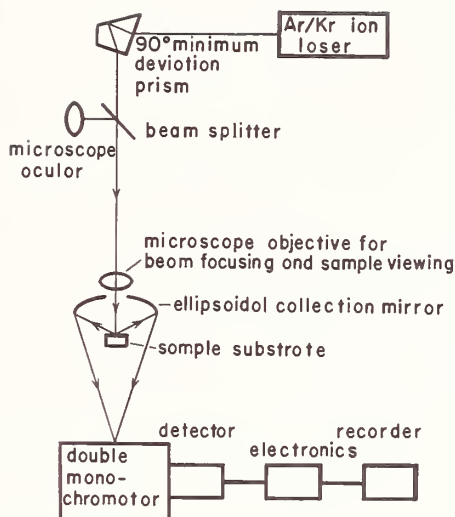 Ar/Kr ion
loser
90° minimum
deviotion
prism
beam splitter
microscope
oculor
microscope objective for
beam focusing ond sample viewing
ellipsoidol collection mirror
somple substrote
detector
electronics
recorder
double
mono-
chromotor